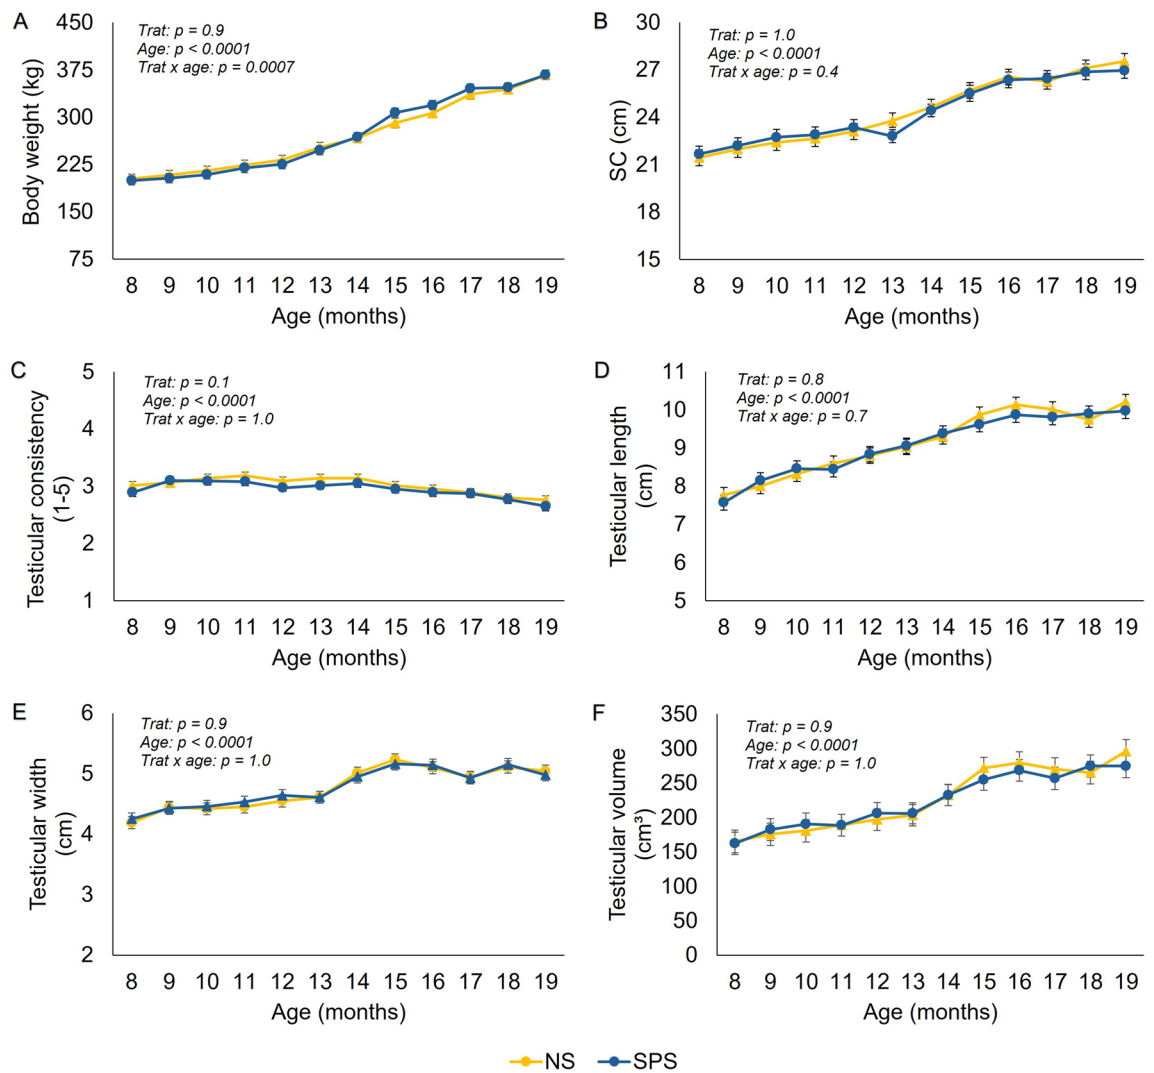 A
Trat: p = 0.9
Age: p < 0.0001
Trat x age: p = 0.0007
Body weight (kg)
450
375
300
225
150
75
8 9 10 11 12 13 14 15 16 17 18 19
Age (months)
B
Trat: p = 1.0
Age: p < 0.0001
Trat x age: p = 0.4
SC (cm)
30
27
24
21
18
15
8 9 10 11 12 13 14 15 16 17 18 19
Age (months)
C
Trat: p = 0.1
Age: p < 0.0001
Trat x age: p = 1.0
Testicular consistency
(1-5)
5
4
3
2
1
8 9 10 11 12 13 14 15 16 17 18 19
Age (months)
D
Trat: p = 0.8
Age: p < 0.0001
Trat x age: p = 0.7
Testicular length
(cm)
11
10
9
8
7
6
5
8 9 10 11 12 13 14 15 16 17 18 19
Age (months)
E
Trat: p = 0.9
Age: p < 0.0001
Trat x age: p = 1.0
Testicular width
(cm)
6
5
4
3
2
8 9 10 11 12 13 14 15 16 17 18 19
Age (months)
F
Trat: p = 0.9
Age: p < 0.0001
Trat x age: p = 1.0
Testicular volume
(cm³)
350
300
250
200
150
100
50
0
8 9 10 11 12 13 14 15 16 17 18 19
Age (months)
NS SPS